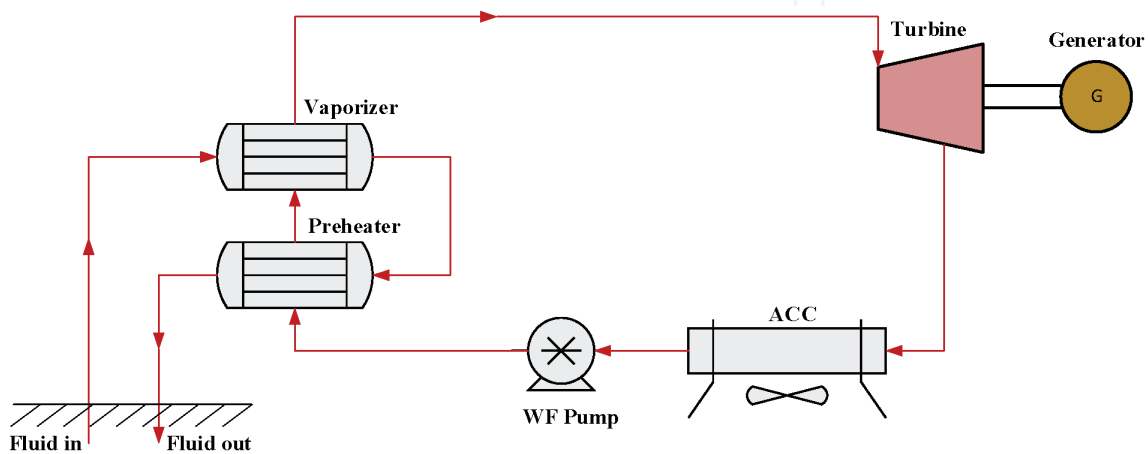 Turbine
Generator
G
Vaporizer
Preheater
ACC
WF Pump
Fluid in
Fluid out